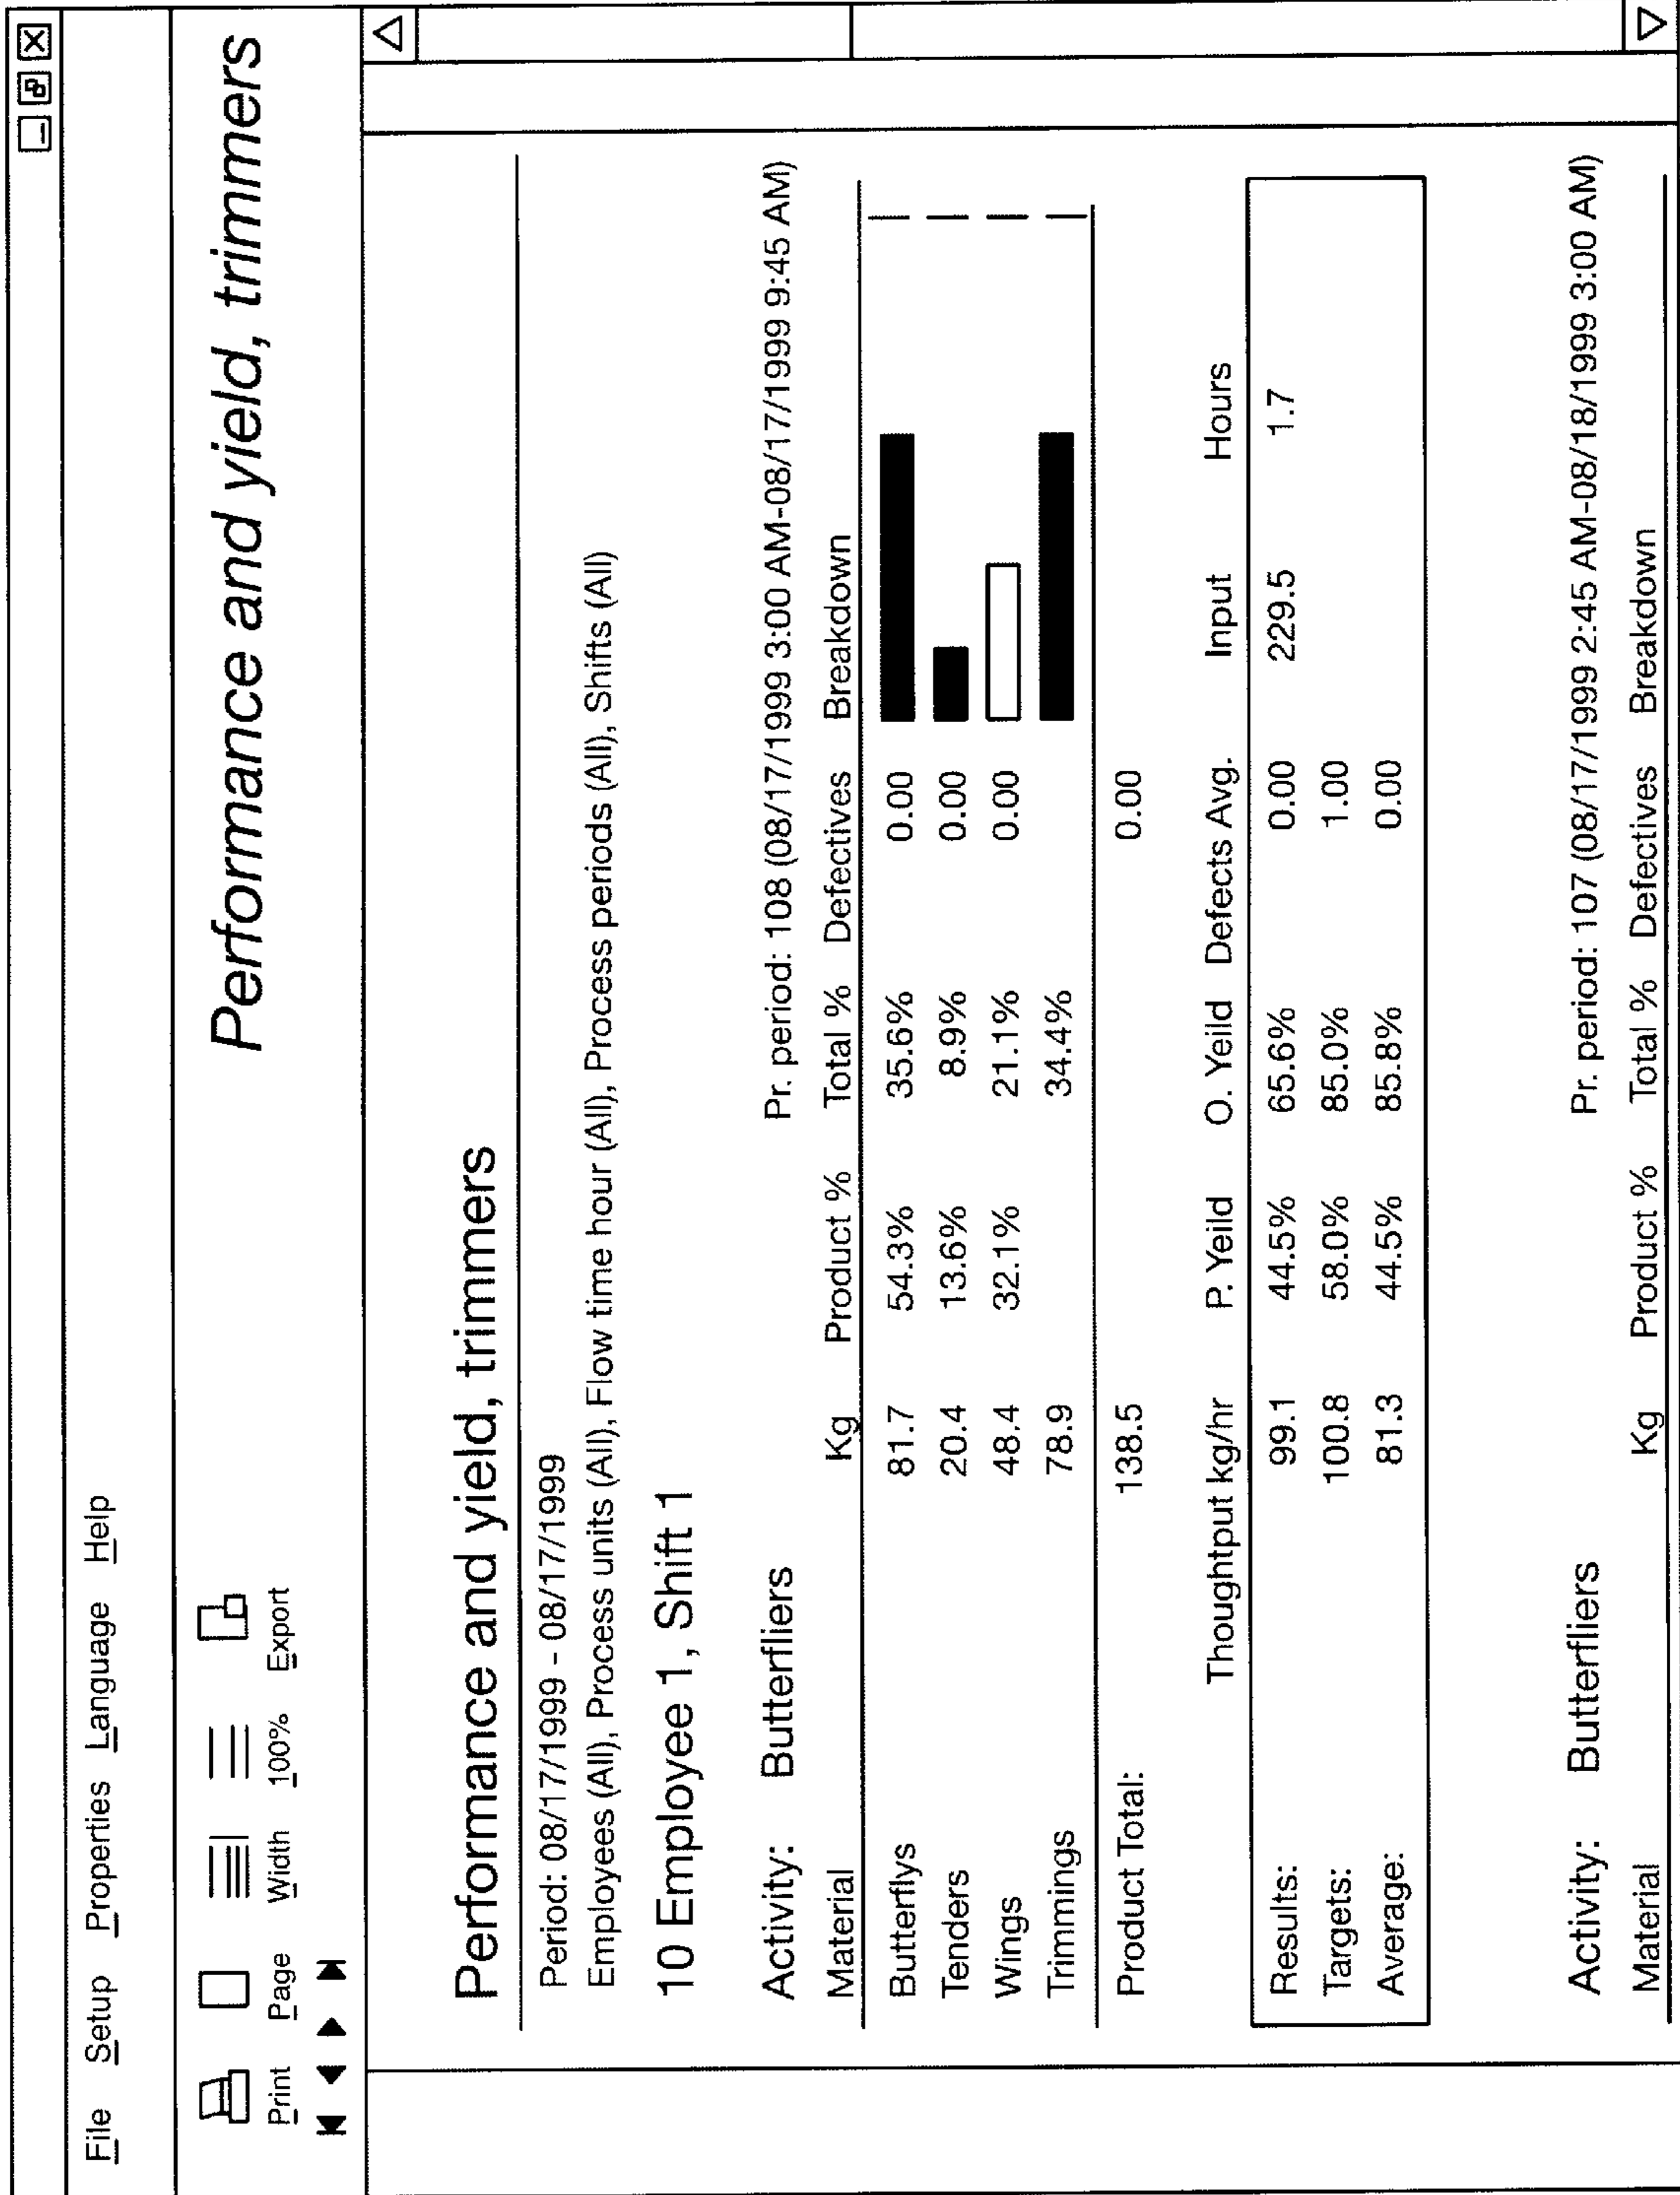 File Setup Properties Language Help
Print Page Width 100% Export
Performance and yield, trimmers
Performance and yield, trimmers
Period: 08/17/1999 - 08/17/1999
Employees (All), Process units (All), Flow time hour (All), Process periods (All), Shifts (All)
10 Employee 1, Shift 1
Activity: Butterfliers Pr. period: 108 (08/17/1999 3:00 AM-08/17/1999 9:45 AM)
Material Kg Product % Total % Defectives Breakdown
Butterflys 81.7 54.3% 35.6% 0.00
Tenders 20.4 13.6% 8.9% 0.00
Wings 48.4 32.1% 21.1% 0.00
Trimmings 78.9 34.4%
Product Total: 138.5 0.00
Thoughtput kg/hr P. Yeild O. Yeild Defects Avg. Input Hours
Results: 99.1 44.5% 65.6% 0.00 229.5 1.7
Targets: 100.8 58.0% 85.0% 1.00
Average: 81.3 44.5% 85.8% 0.00
Activity: Butterfliers Pr. period: 107 (08/17/1999 2:45 AM-08/18/1999 3:00 AM)
Material Kg Product % Total % Defectives Breakdown